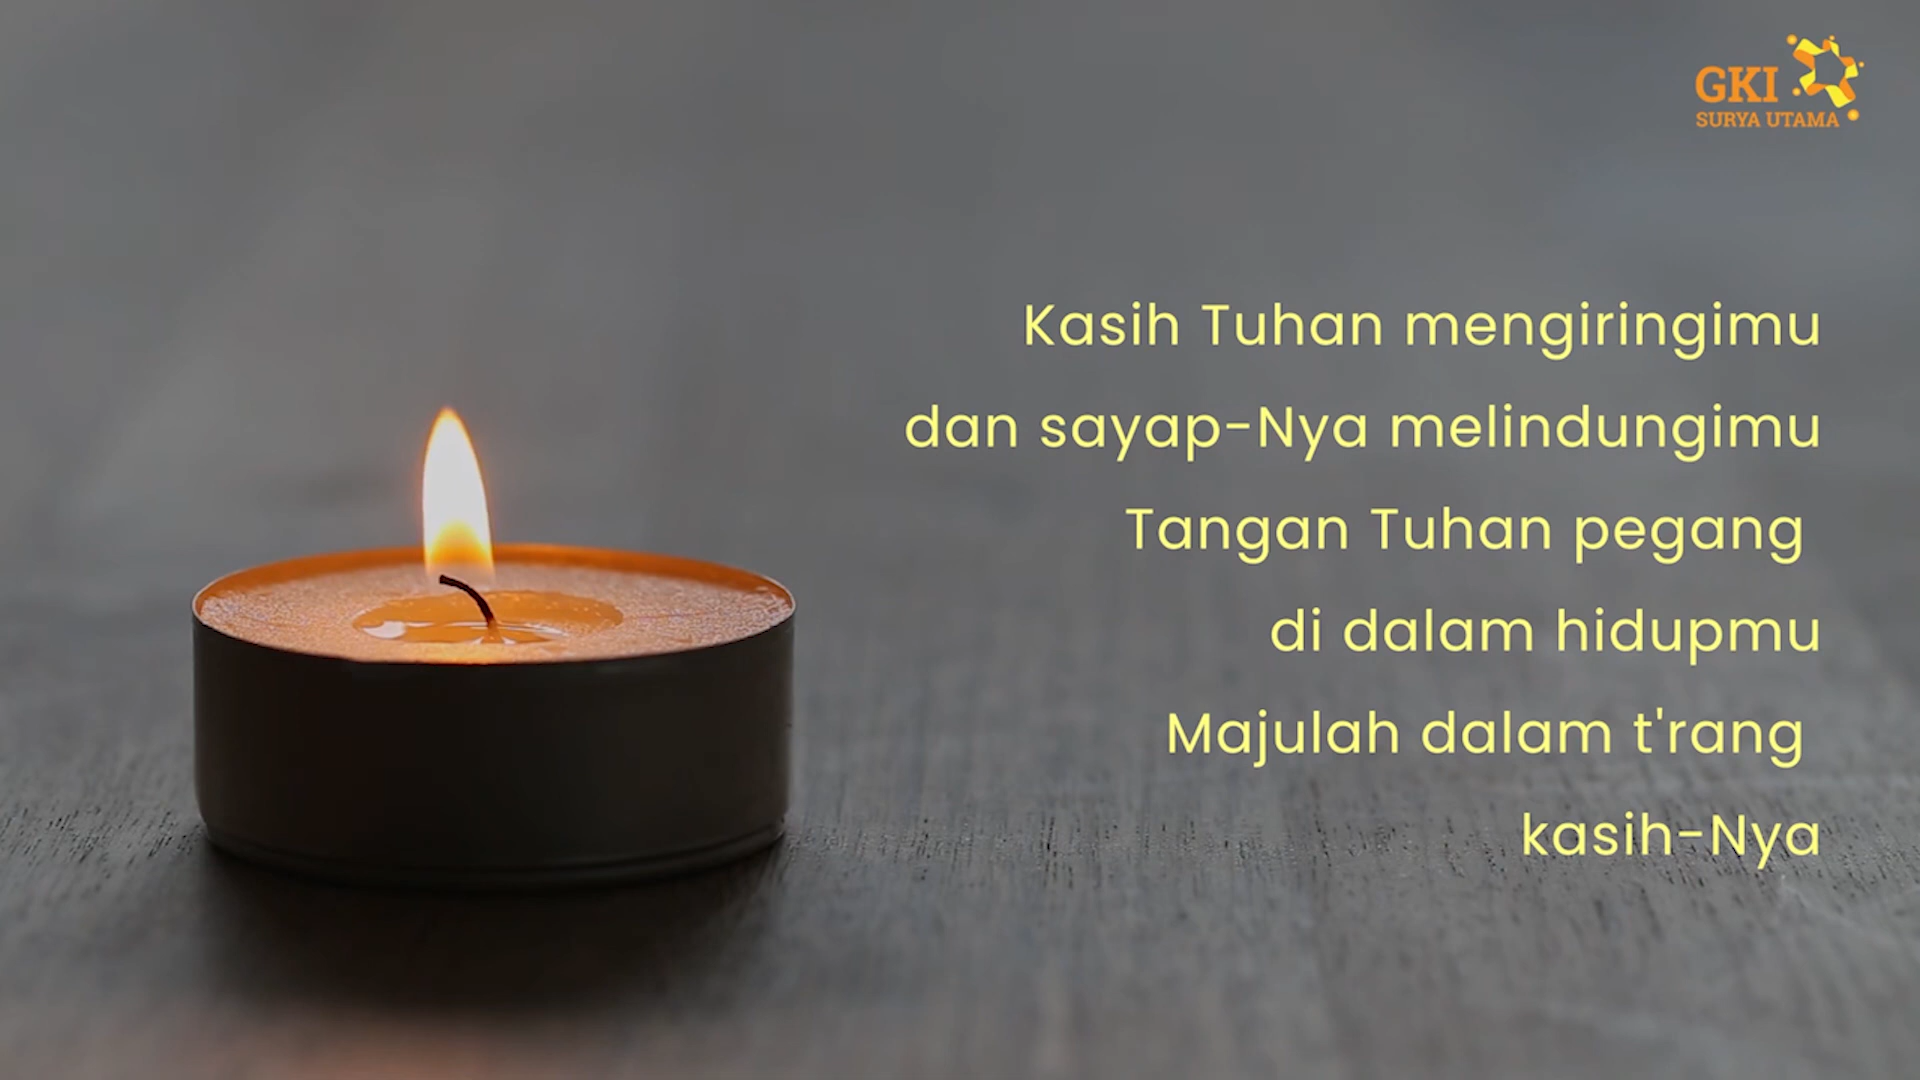 GKI
SURYA UTAMA
Kasih Tuhan mengiringimu
dan sayap-Nya melindungimu
Tangan Tuhan pegang
di dalam hidupmu
Majulah dalam t'rang
kasih-Nya